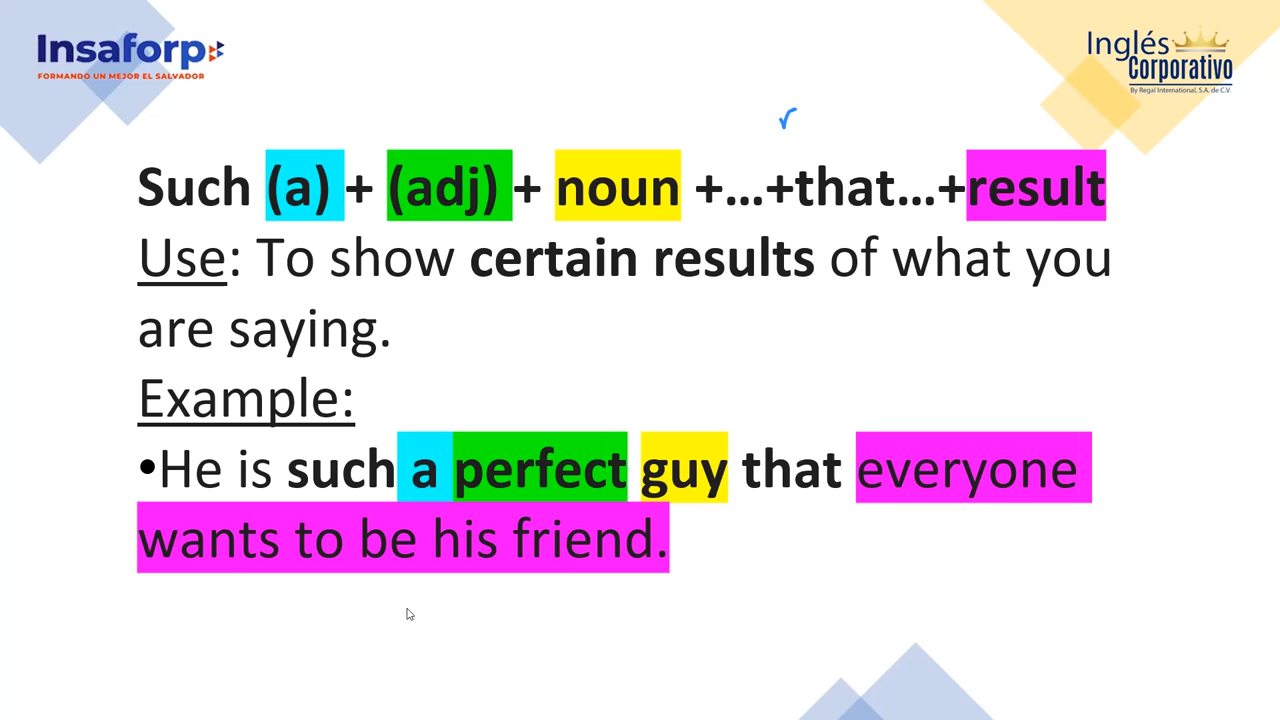 Insaforp
FORMANDO UN MEJOR EL SALVADOR
Inglés
Corporativo
By Regal International, S.A. de C.V.
Such (a) + (adj) + noun +...+that...+result
Use: To show certain results of what you
are saying.
Example:
•He is such a perfect guy that everyone
wants to be his friend.